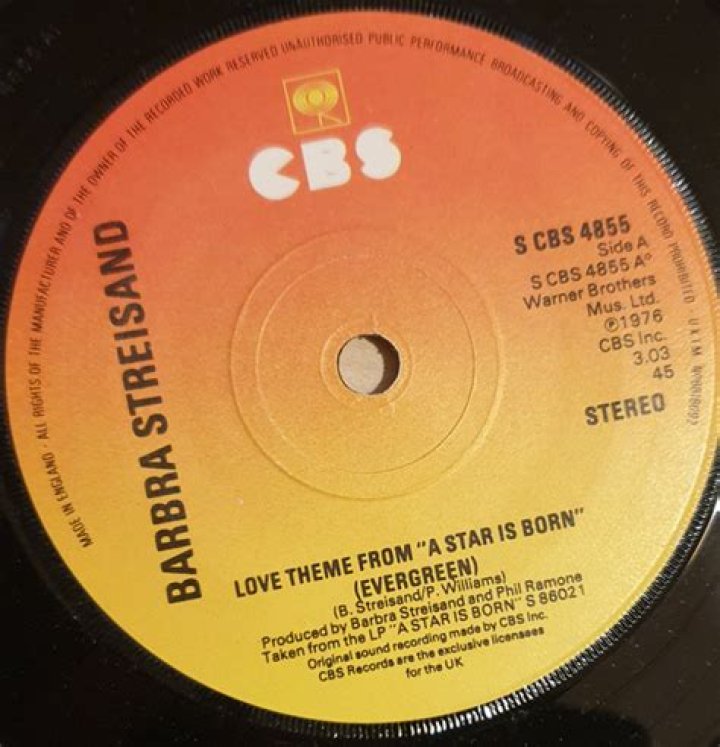 MADE IN ENGLAND · ALL RIGHTS OF THE MANUFACTURER AND OF THE OWNER OF THE RECORDED WORK RESERVED UNAUTHORISED PUBLIC PERFORMANCE BROADCASTING AND COPYING OF THIS RECORD PROHIBITED · U.K.T.M.
CBS
BARBRA STREISAND
S CBS 4855
Side A
S CBS 4855 A°
Warner Brothers
Mus. Ltd.
℗1976
CBS Inc.
3.03
45
STEREO
LOVE THEME FROM "A STAR IS BORN"
(EVERGREEN)
(B. Streisand/P. Williams)
Produced by Barbra Streisand and Phil Ramone
Taken from the LP "A STAR IS BORN" S 86021
Original sound recording made by CBS Inc.
CBS Records are the exclusive licensees
for the UK